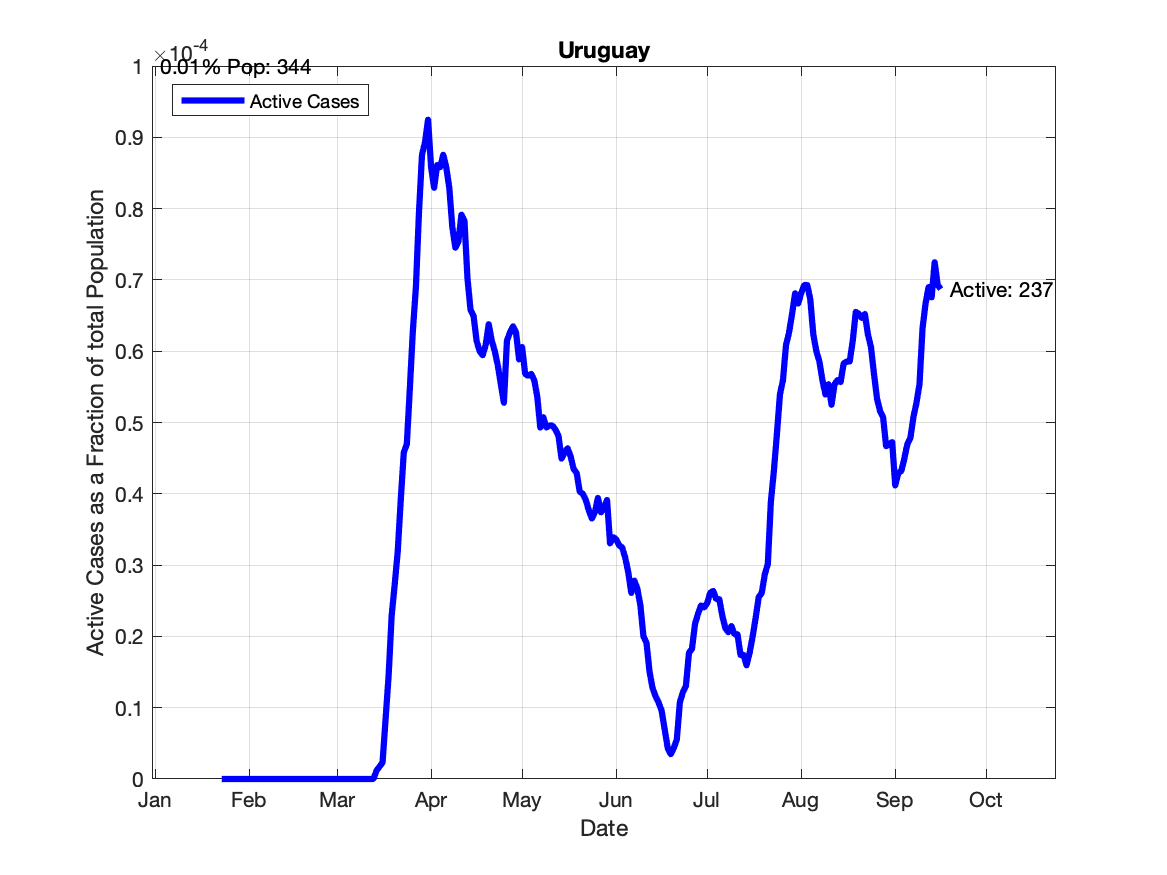 Uruguay
×10-4
0.01% Pop: 344
Active Cases
Active: 237
Active Cases as a Fraction of total Population
1
0.9
0.8
0.7
0.6
0.5
0.4
0.3
0.2
0.1
0
Jan Feb Mar Apr May Jun Jul Aug Sep Oct
Date